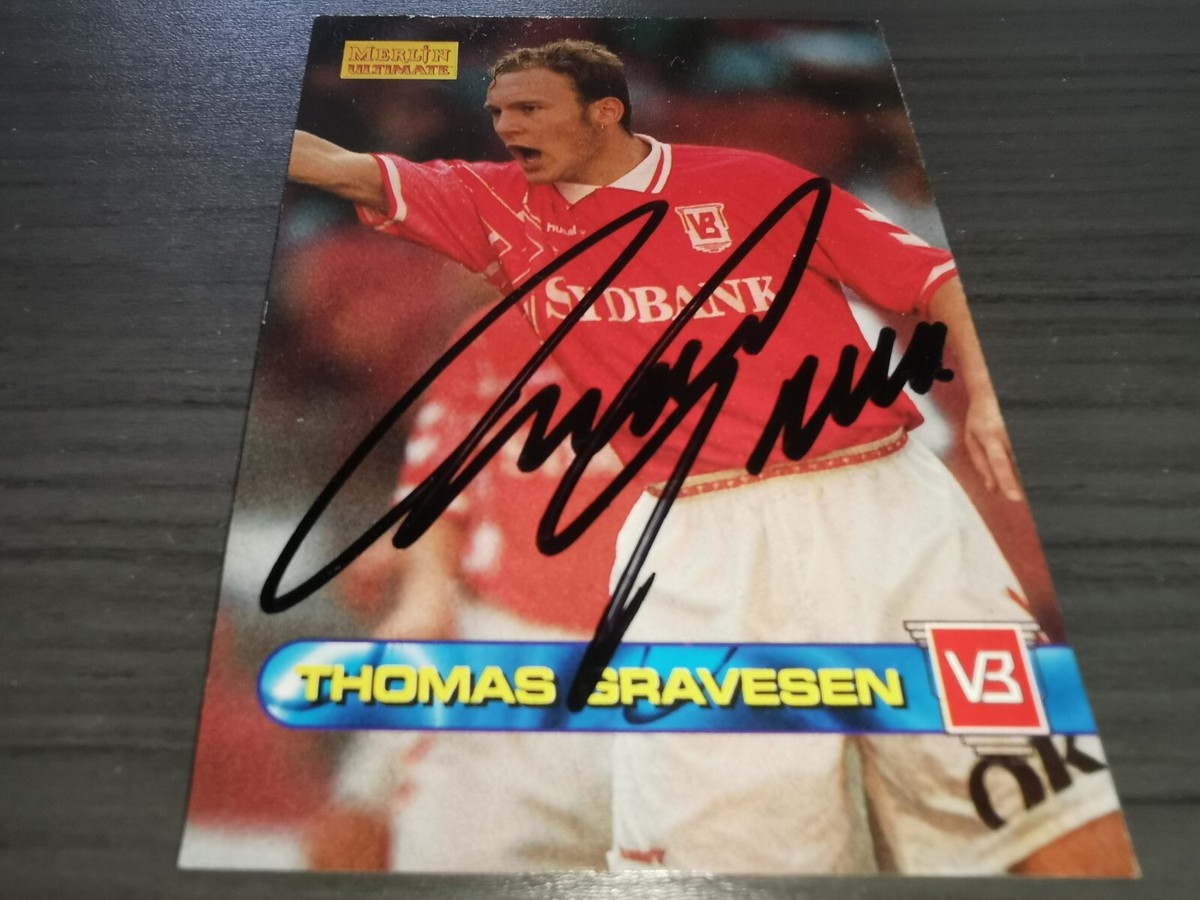 MERLIN
ULTIMATE
hummel
VB
SYDBANK
THOMAS GRAVESEN
VB
OK